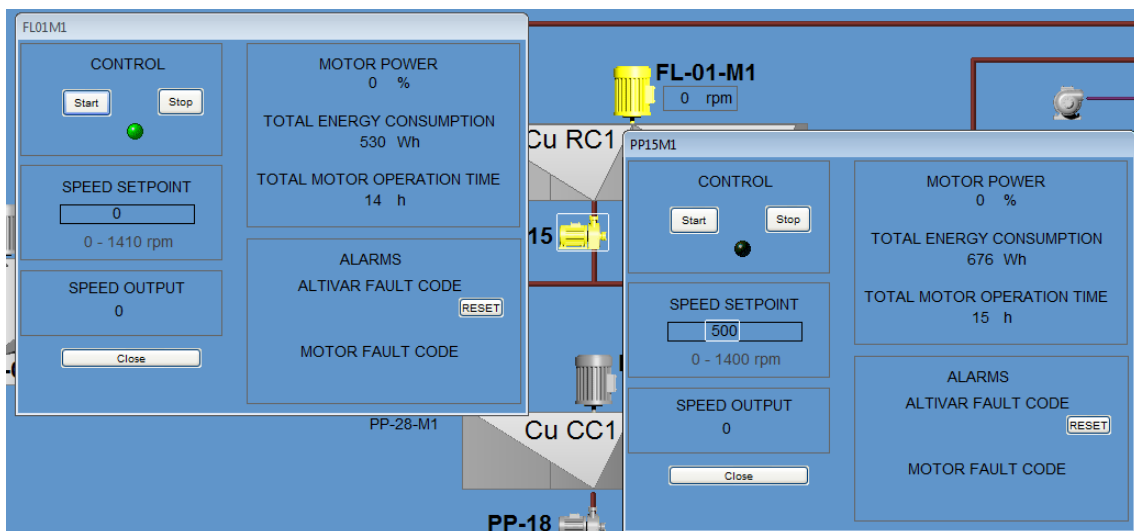 FL01M1
CONTROL
Start
Stop
SPEED SETPOINT
0
0 - 1410 rpm
SPEED OUTPUT
0
Close
MOTOR POWER
0 %
TOTAL ENERGY CONSUMPTION
530 Wh
TOTAL MOTOR OPERATION TIME
14 h
ALARMS
ALTIVAR FAULT CODE
RESET
MOTOR FAULT CODE
FL-01-M1
0 rpm
Cu RC1
15
PP-28-M1
Cu CC1
PP-18
PP15M1
CONTROL
Start
Stop
SPEED SETPOINT
500
0 - 1400 rpm
SPEED OUTPUT
0
Close
MOTOR POWER
0 %
TOTAL ENERGY CONSUMPTION
676 Wh
TOTAL MOTOR OPERATION TIME
15 h
ALARMS
ALTIVAR FAULT CODE
RESET
MOTOR FAULT CODE